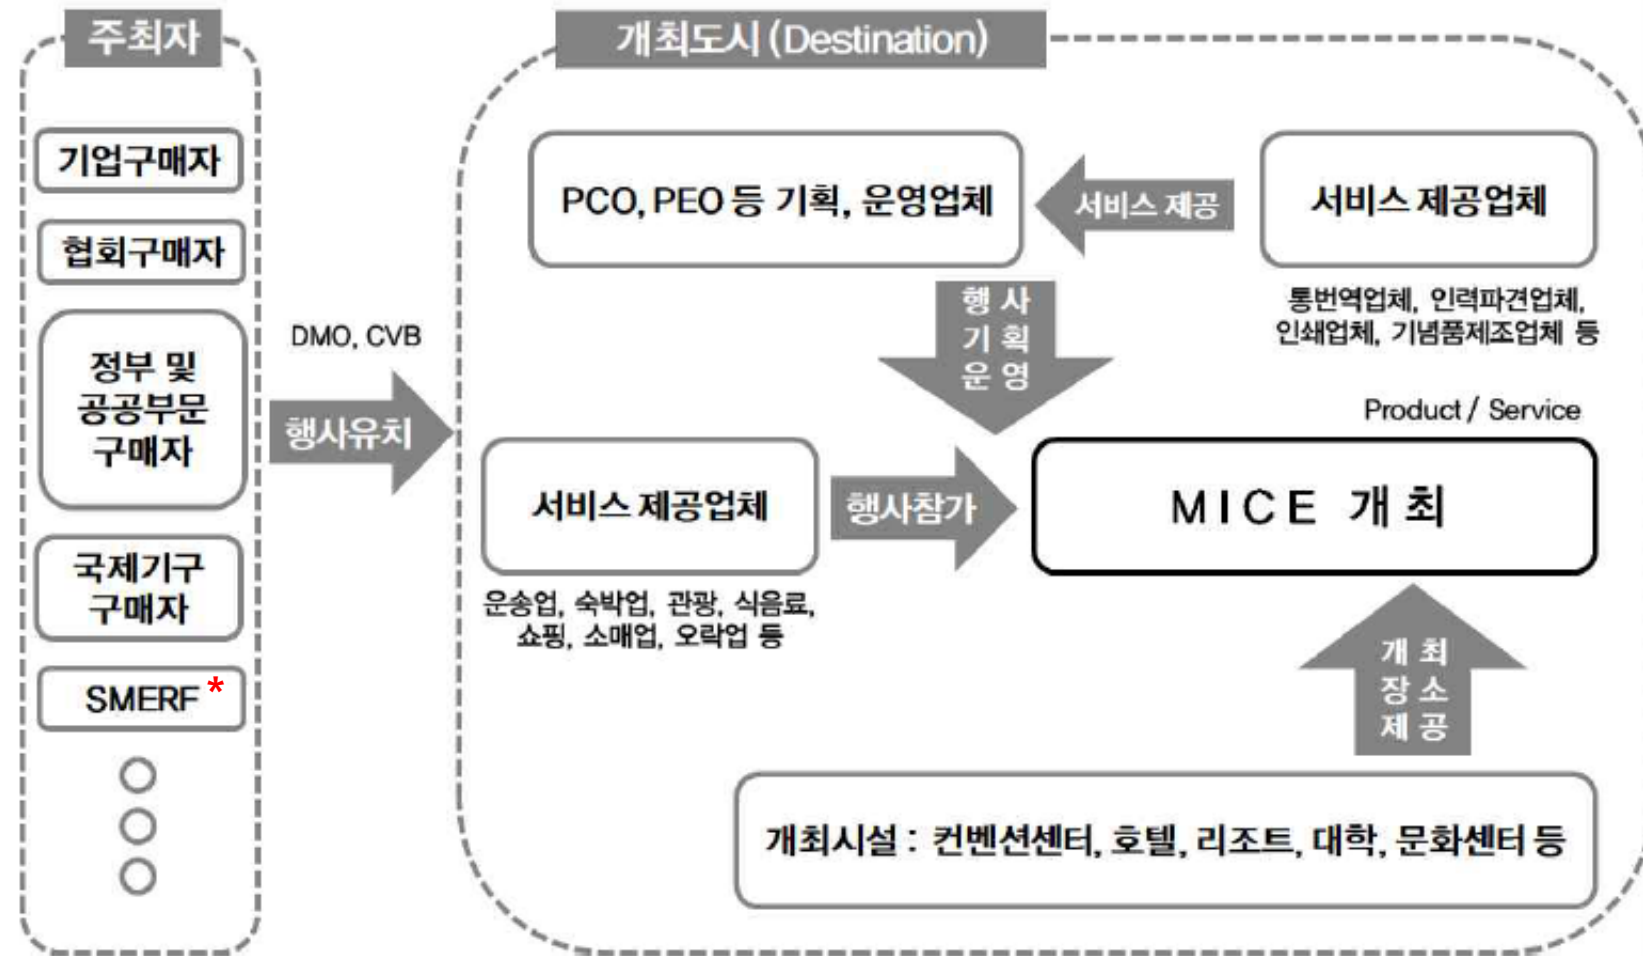 주최자
기업구매자
협회구매자
정부 및
공공부문
구매자
국제기구
구매자
SMERF *
DMO, CVB
행사유치
개최도시 (Destination)
PCO, PEO 등 기획, 운영업체
서비스 제공
서비스 제공업체
통번역업체, 인력파견업체,
인쇄업체, 기념품제조업체 등
행 사
기 획
운 영
Product / Service
서비스 제공업체
운송업, 숙박업, 관광, 식음료,
쇼핑, 소매업, 오락업 등
행사참가
MICE 개최
개 최
장 소
제 공
개최시설 : 컨벤션센터, 호텔, 리조트, 대학, 문화센터 등